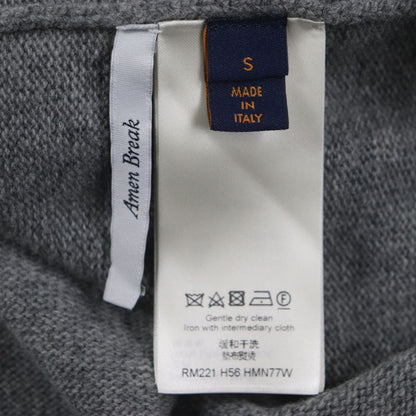 Amen Break
S
MADE
IN
ITALY
Gentle dry clean
Iron with intermediary cloth
缓和干洗
垫布熨烫
RM221 H56 HMN77W